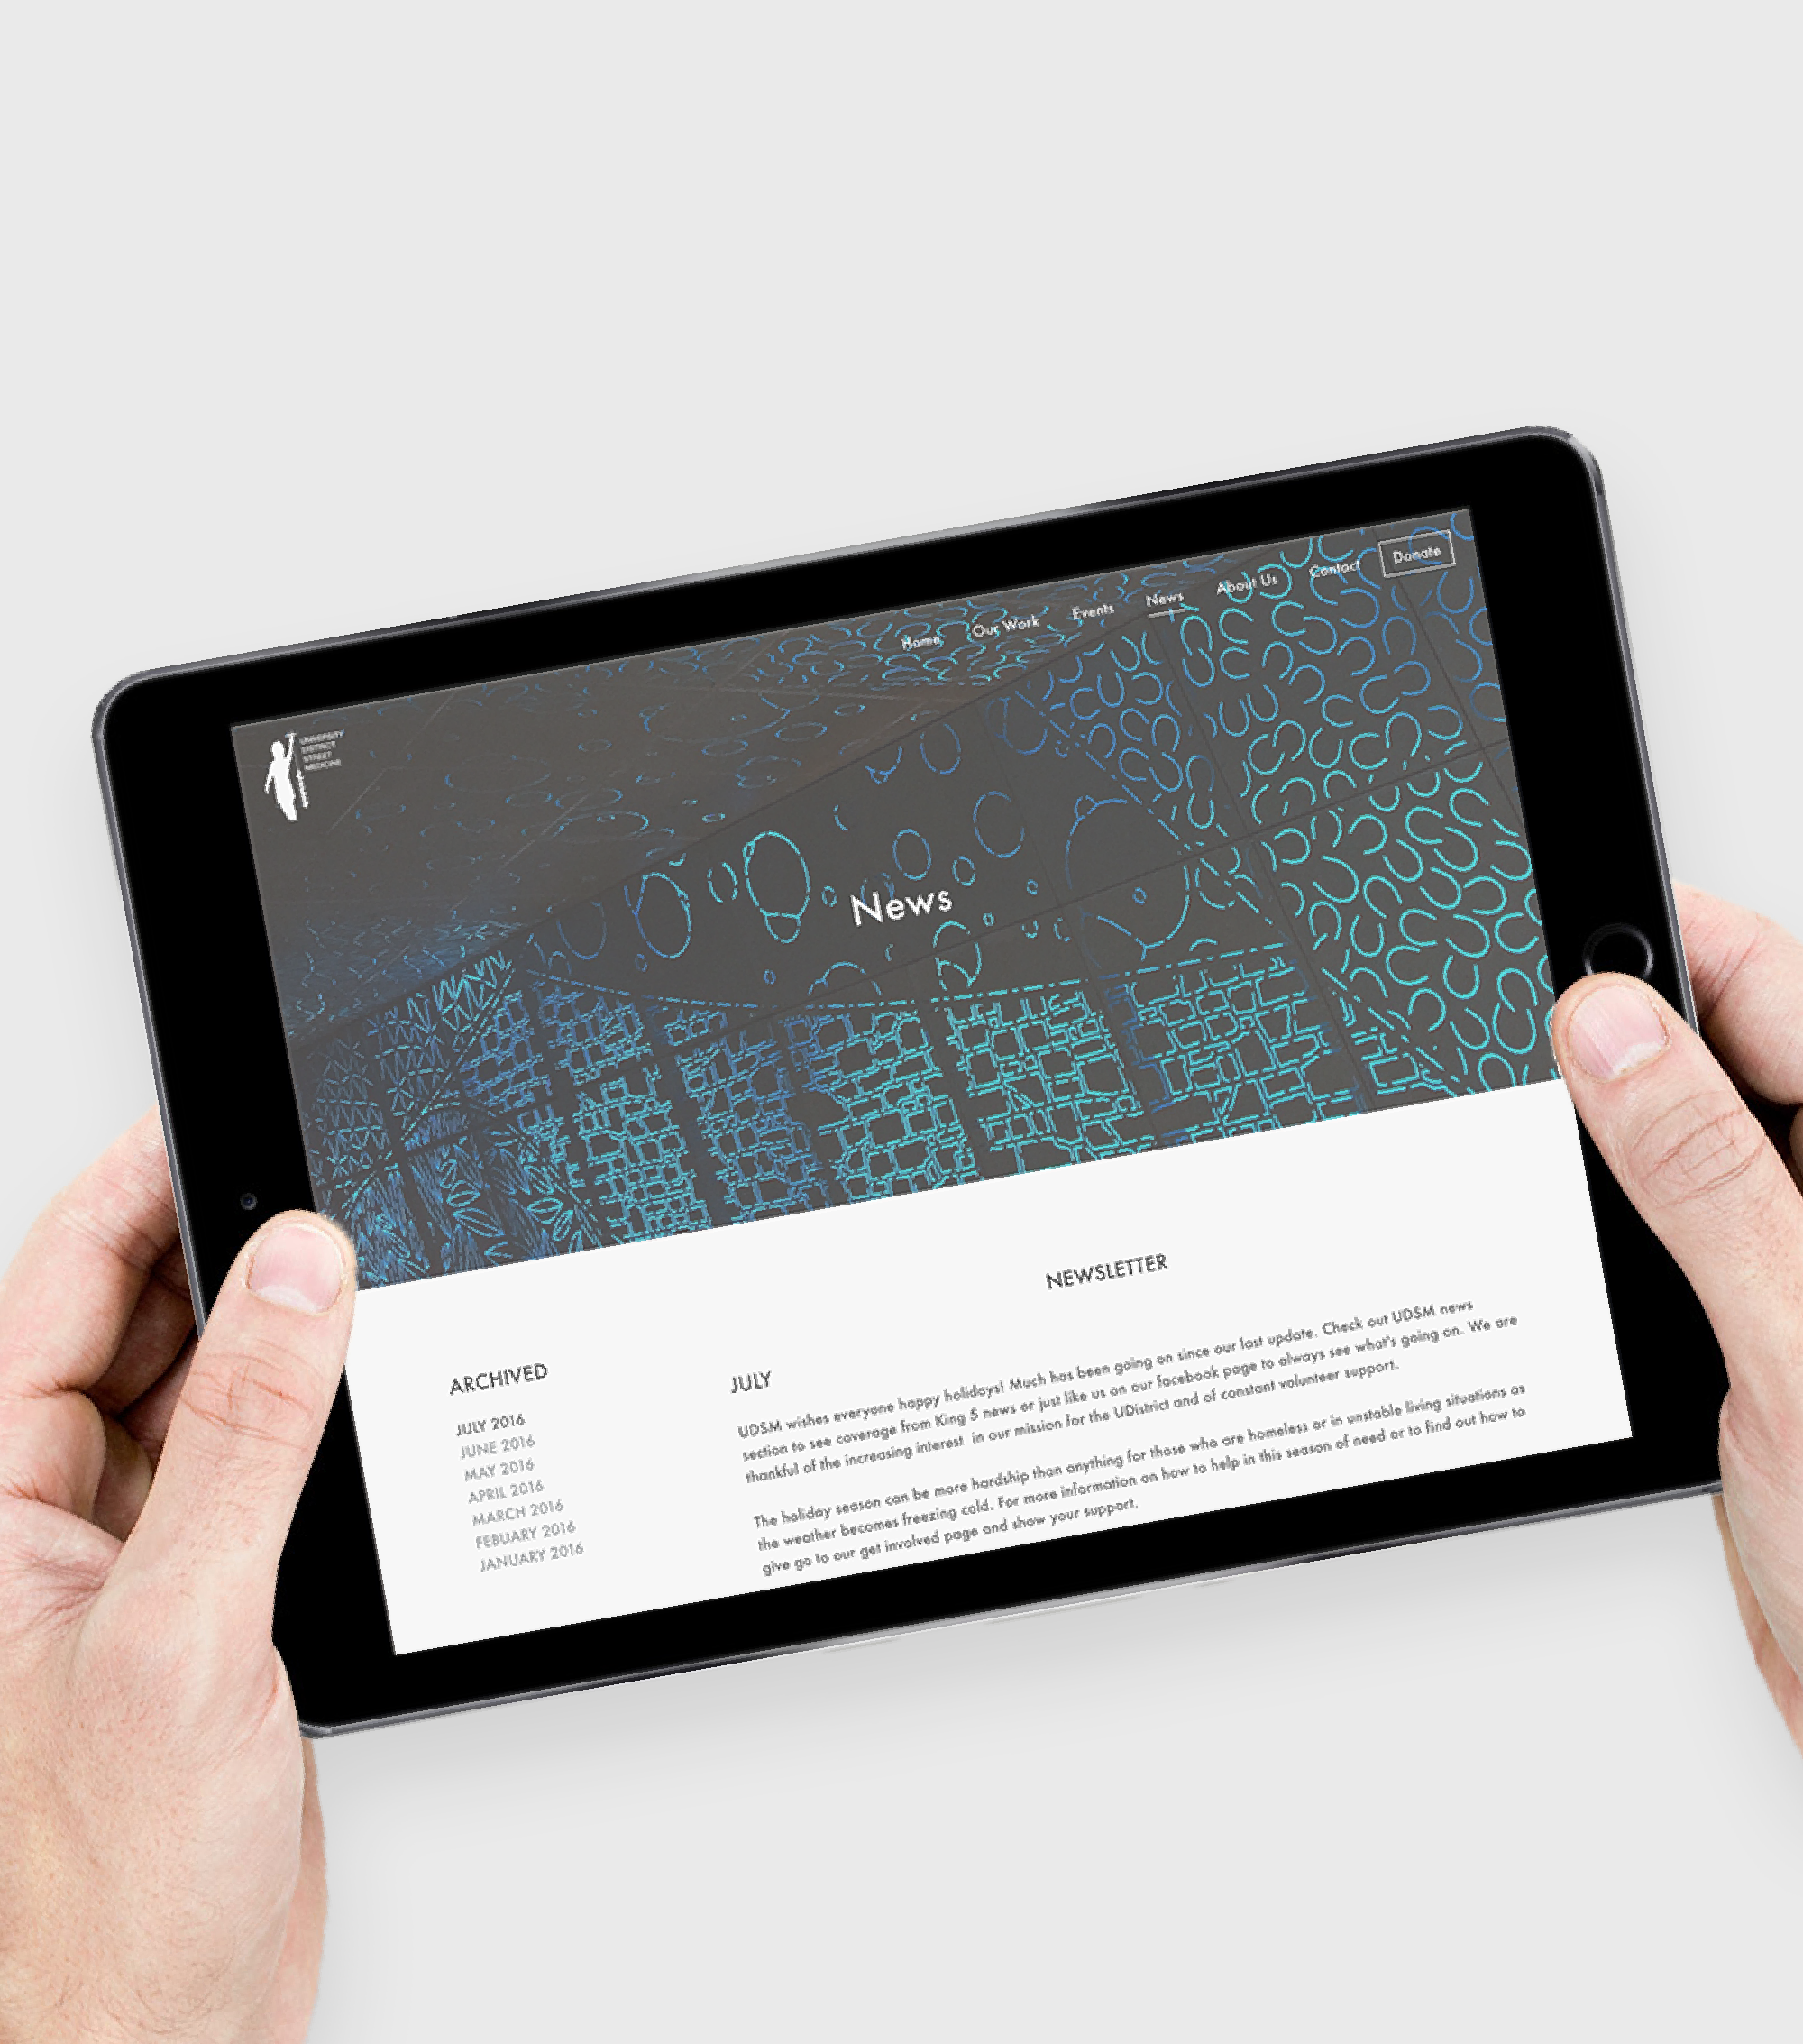 UNIVERSITY
DISTRICT
STREET
MEDICINE
Home
Our Work
Events
News
About Us
Contact
Donate
News
NEWSLETTER
ARCHIVED
JULY 2016
JUNE 2016
MAY 2016
APRIL 2016
MARCH 2016
FEBUARY 2016
JANUARY 2016
JULY
UDSM wishes everyone happy holidays! Much has been going on since our last update. Check out UDSM news
section to see coverage from King 5 news or just like us on our facebook page to always see what's going on. We are
thankful of the increasing interest in our mission for the UDistrict and of constant volunteer support.
The holiday season can be more hardship than anything for those who are homeless or in unstable living situations as
the weather becomes freezing cold. For more information on how to help in this season of need or to find out how to
give go to our get involved page and show your support.